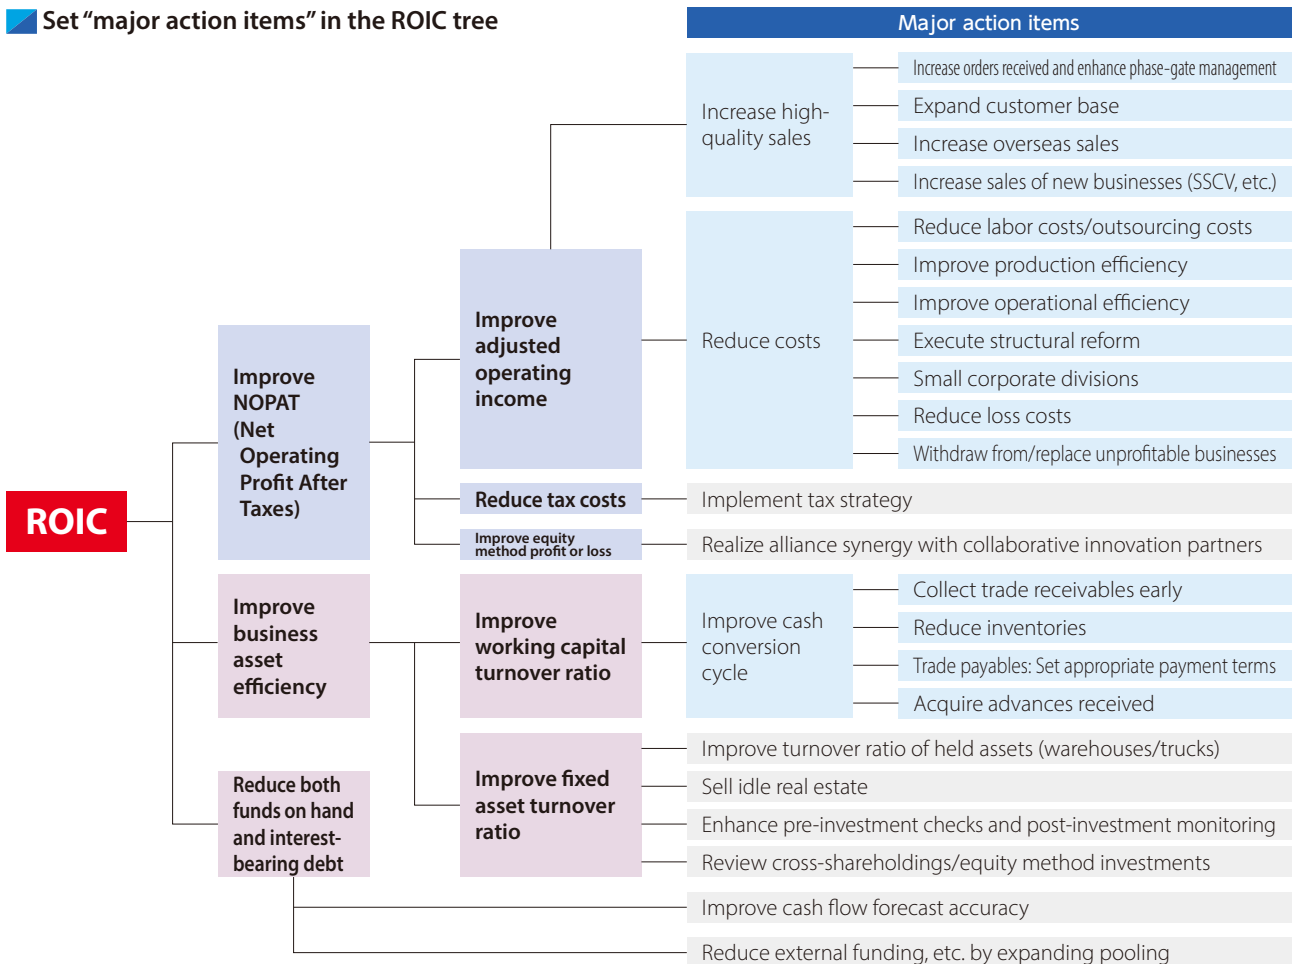 Set “major action items” in the ROIC tree
Major action items
Increase high-
quality sales
Increase orders received and enhance phase-gate management
Expand customer base
Increase overseas sales
Increase sales of new businesses (SSCV, etc.)
Reduce costs
Reduce labor costs/outsourcing costs
Improve production efficiency
Improve operational efficiency
Execute structural reform
Small corporate divisions
Reduce loss costs
Withdraw from/replace unprofitable businesses
Improve
adjusted
operating
income
Improve
NOPAT
(Net
Operating
Profit After
Taxes)
ROIC
Reduce tax costs
Implement tax strategy
Improve equity
method profit or loss
Realize alliance synergy with collaborative innovation partners
Improve
business
asset
efficiency
Improve
working capital
turnover ratio
Improve cash
conversion
cycle
Collect trade receivables early
Reduce inventories
Trade payables: Set appropriate payment terms
Acquire advances received
Improve fixed
asset turnover
ratio
Improve turnover ratio of held assets (warehouses/trucks)
Sell idle real estate
Enhance pre-investment checks and post-investment monitoring
Review cross-shareholdings/equity method investments
Reduce both
funds on hand
and interest-
bearing debt
Improve cash flow forecast accuracy
Reduce external funding, etc. by expanding pooling